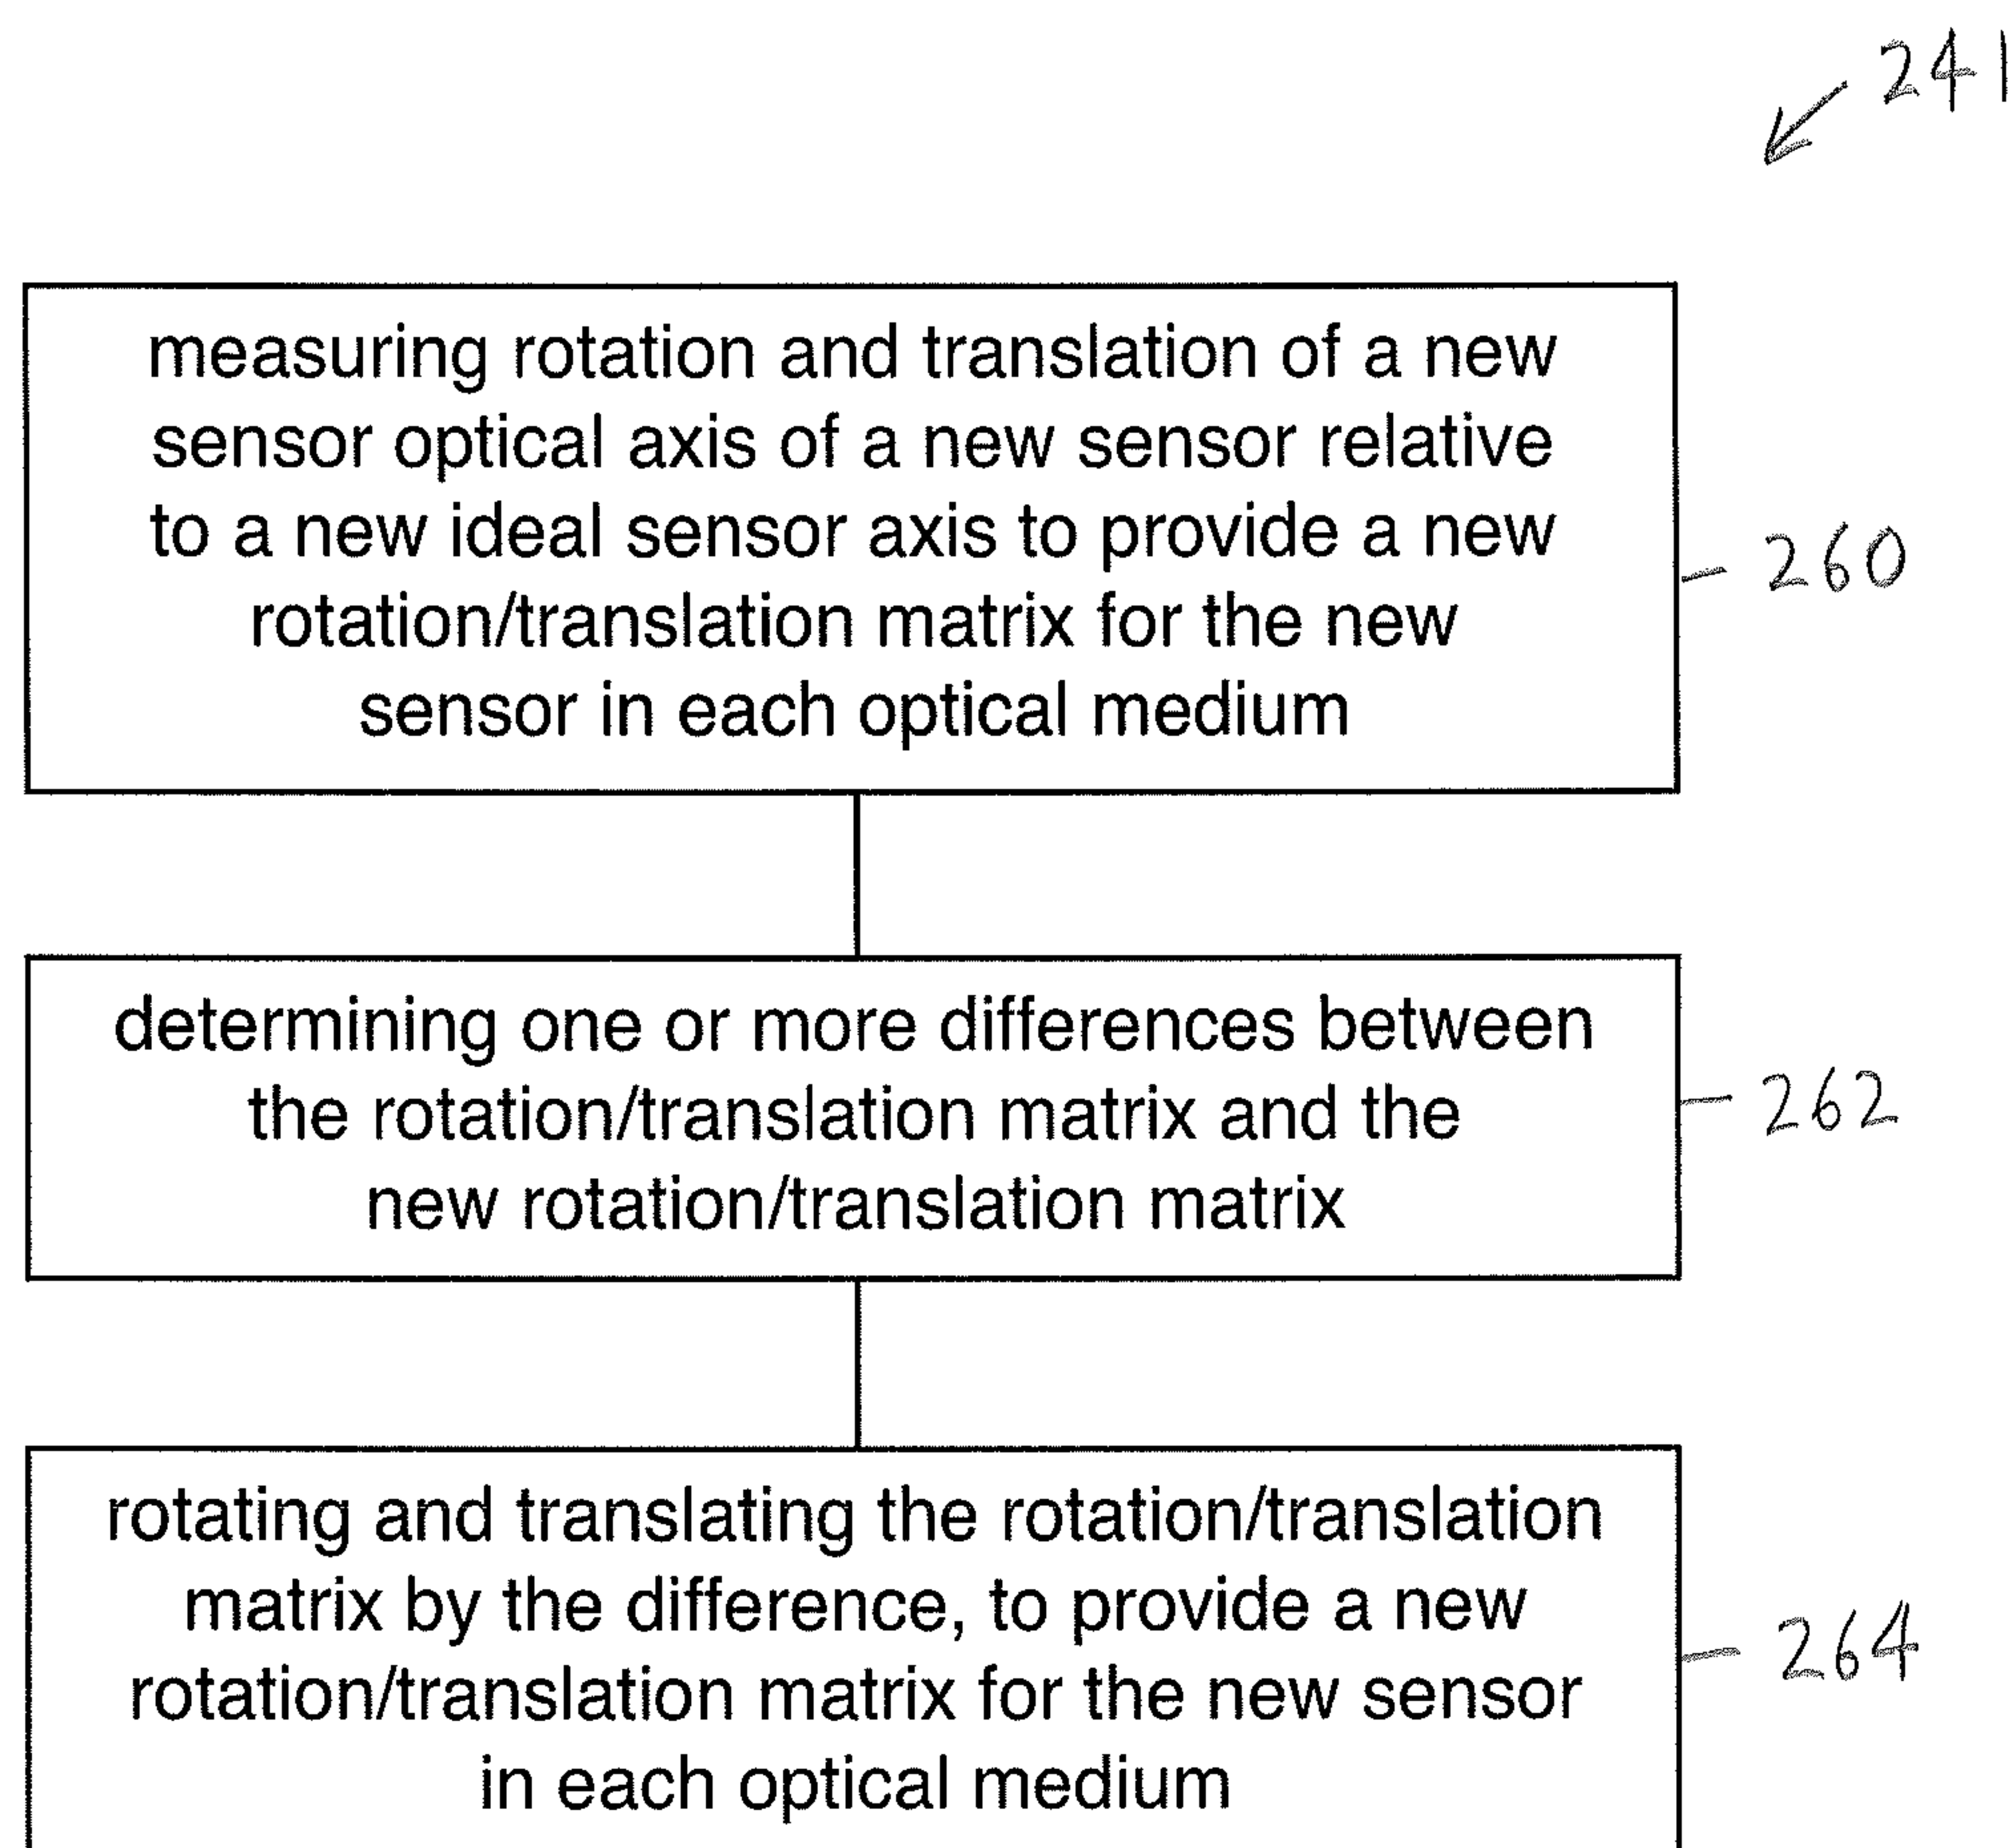 241
measuring rotation and translation of a new
sensor optical axis of a new sensor relative
to a new ideal sensor axis to provide a new
rotation/translation matrix for the new
sensor in each optical medium
260
determining one or more differences between
the rotation/translation matrix and the
new rotation/translation matrix
262
rotating and translating the rotation/translation
matrix by the difference, to provide a new
rotation/translation matrix for the new sensor
in each optical medium
264